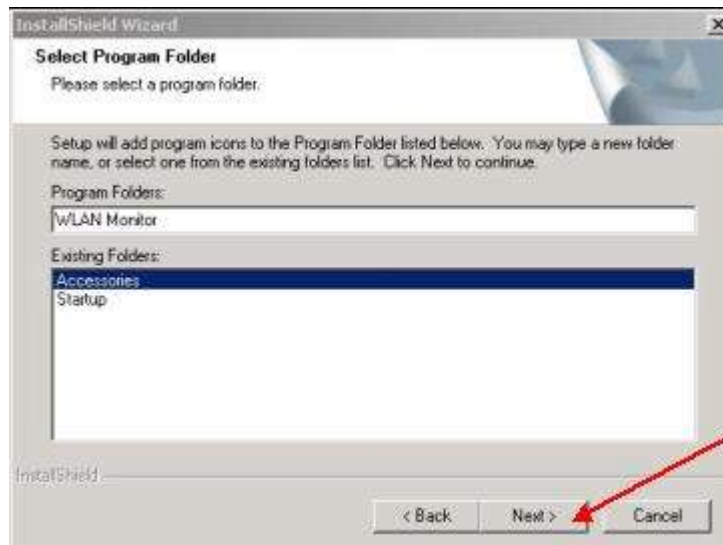 InstallShield Wizard
Select Program Folder
Please select a program folder.
Setup will add program icons to the Program Folder listed below. You may type a new folder
name, or select one from the existing folders list. Click Next to continue.
Program Folders:
WLAN Monitor
Existing Folders:
Accessories
Startup
InstallShield
< Back
Next >
Cancel